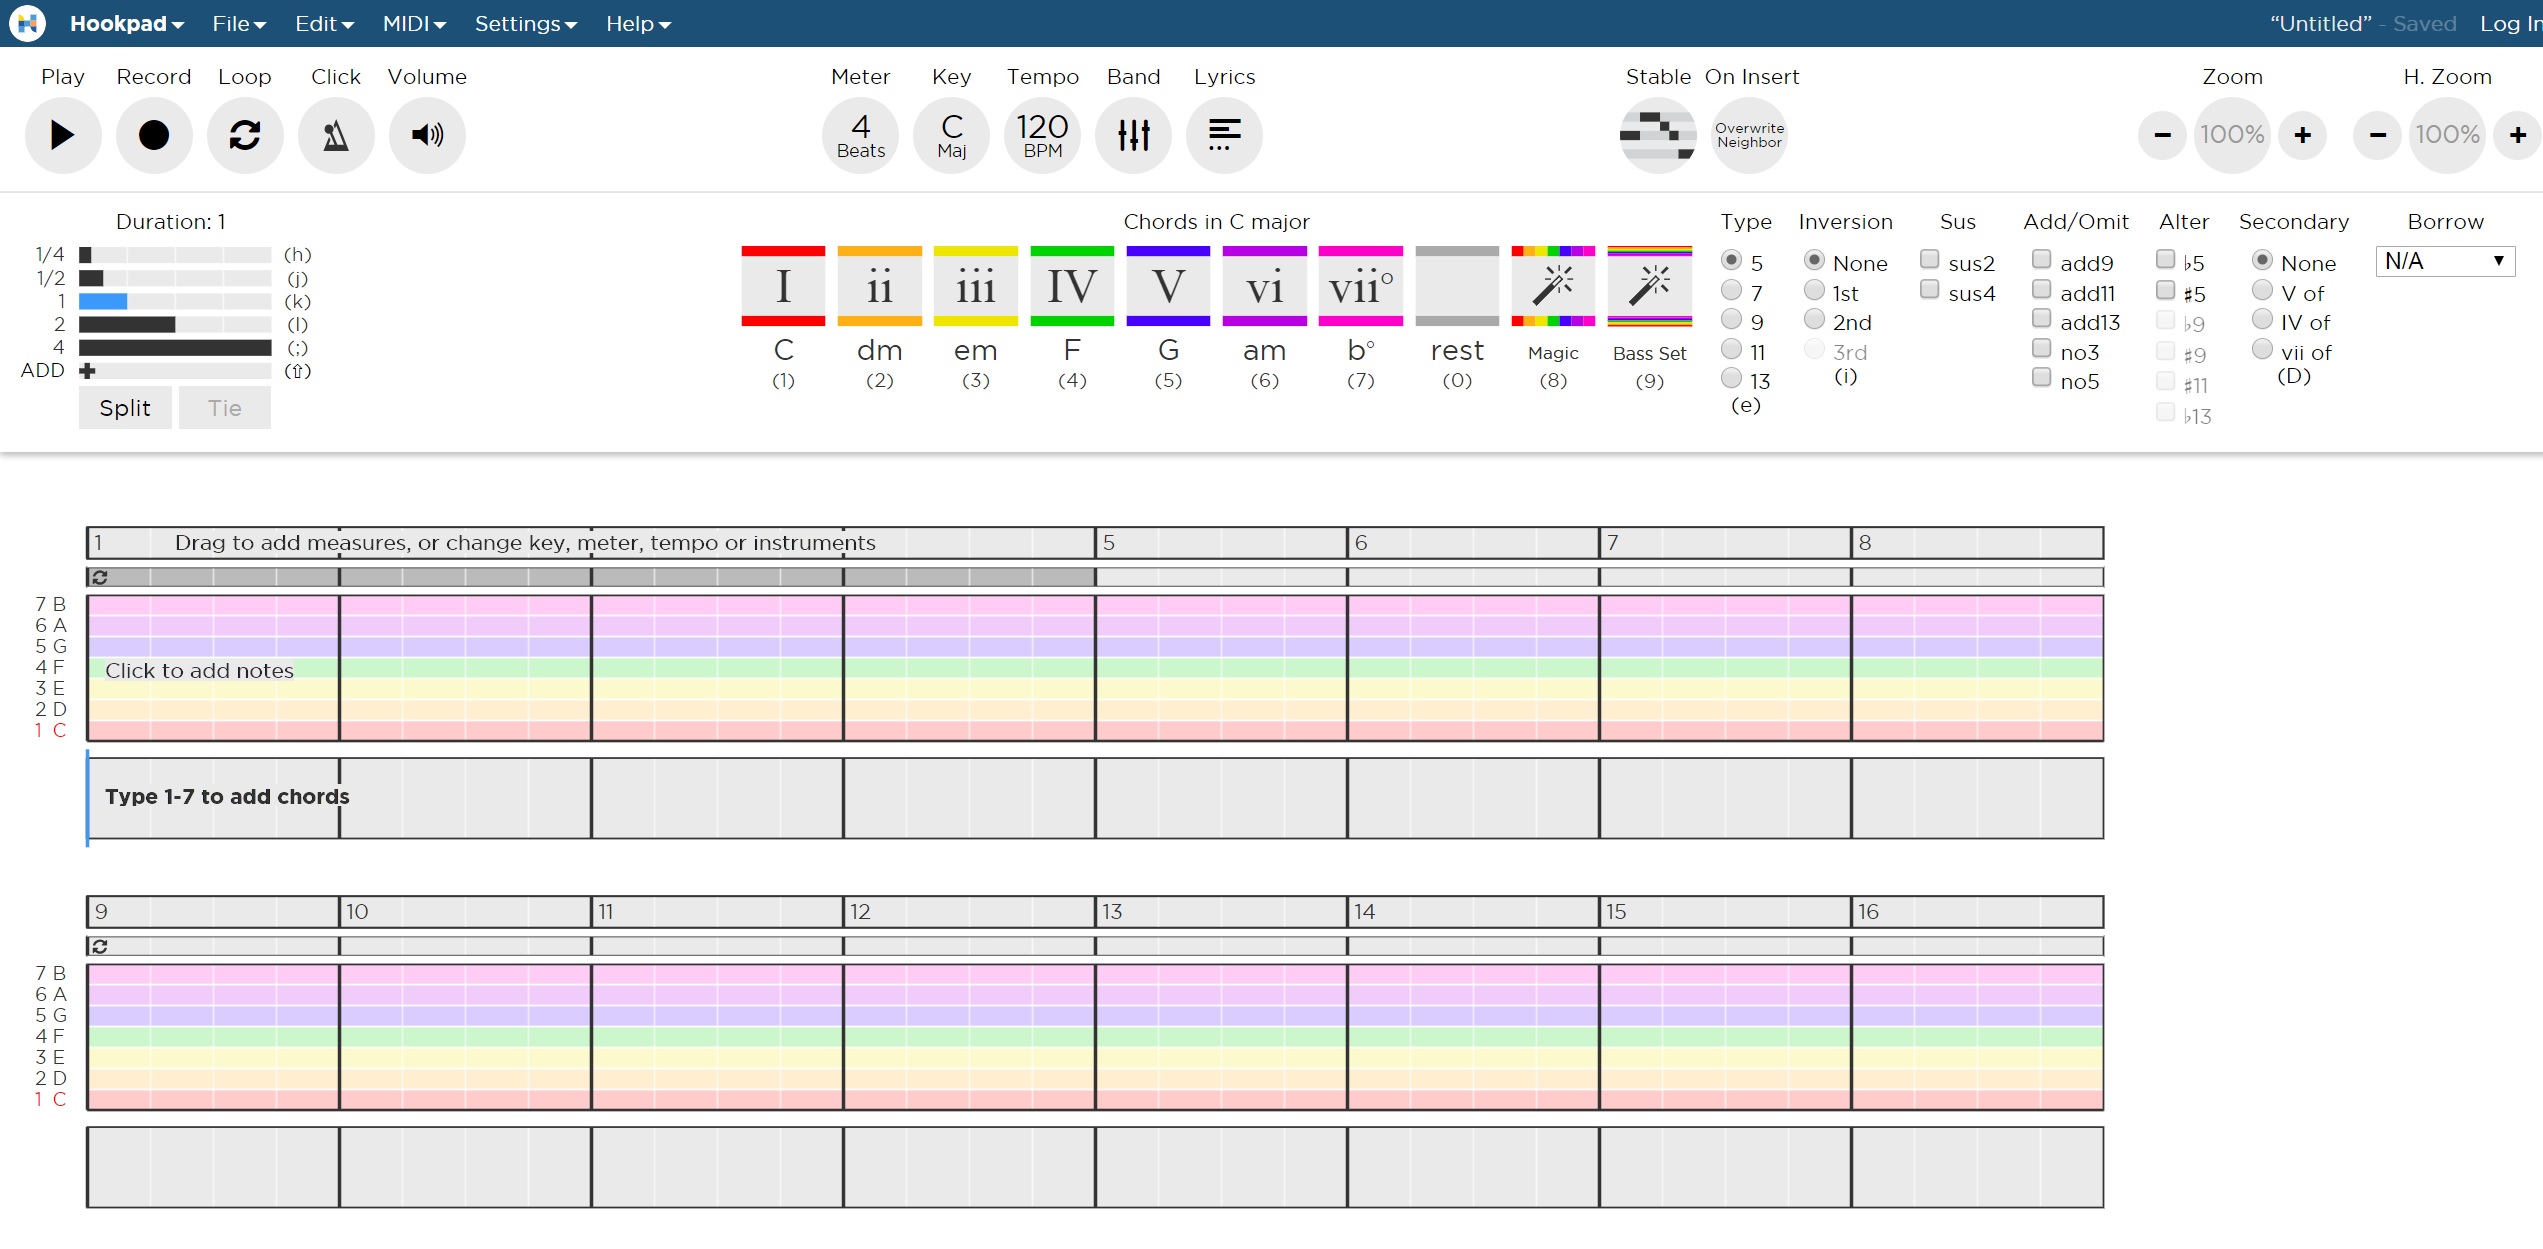 Hookpad File Edit MIDI Settings Help “Untitled” - Saved Log In
Play Record Loop Click Volume Meter Key Tempo Band Lyrics Stable On Insert Zoom H. Zoom
4 Beats C Maj 120 BPM Overwrite Neighbor − 100% + − 100% +
Duration: 1
1/4 (h)
1/2 (j)
1 (k)
2 (l)
4 (;)
ADD (⇧)
Split Tie
Chords in C major
I ii iii IV V vi vii°
C dm em F G am b° rest Magic Bass Set
(1) (2) (3) (4) (5) (6) (7) (0) (8) (9)
Type
5
7
9
11
13
(e)
Inversion
None
1st
2nd
3rd
(i)
Sus
sus2
sus4
Add/Omit
add9
add11
add13
no3
no5
Alter
♭5
♯5
♭9
♯9
♯11
♭13
Secondary
None
V of
IV of
vii of
(D)
Borrow
N/A
1 Drag to add measures, or change key, meter, tempo or instruments 5 6 7 8
7 B
6 A
5 G
4 F Click to add notes
3 E
2 D
1 C
Type 1-7 to add chords
9 10 11 12 13 14 15 16
7 B
6 A
5 G
4 F
3 E
2 D
1 C